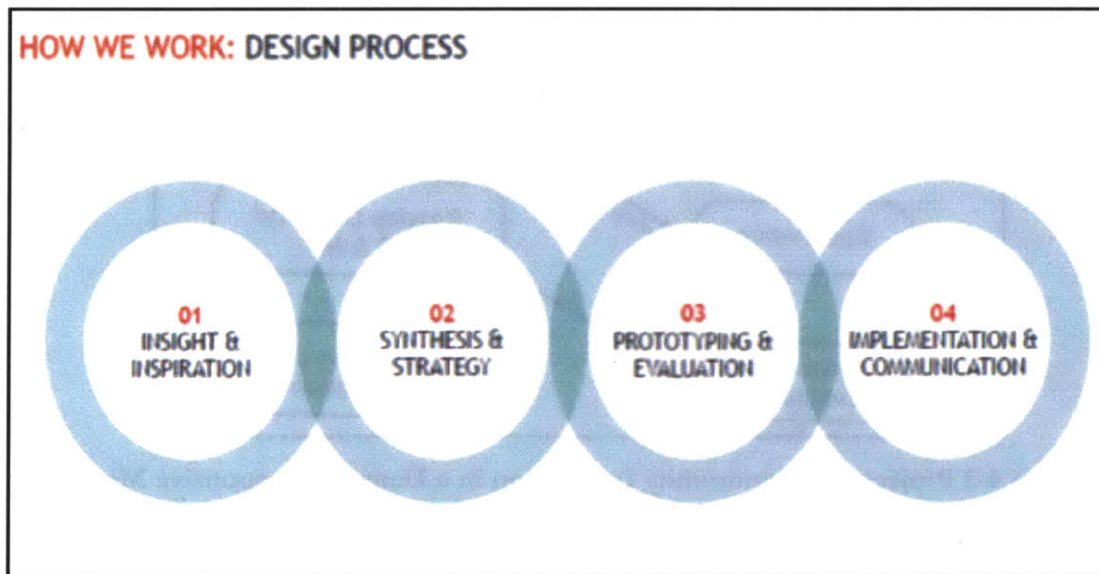 HOW WE WORK: DESIGN PROCESS
01
INSIGHT &
INSPIRATION
02
SYNTHESIS &
STRATEGY
03
PROTOTYPING &
EVALUATION
04
IMPLEMENTATION &
COMMUNICATION